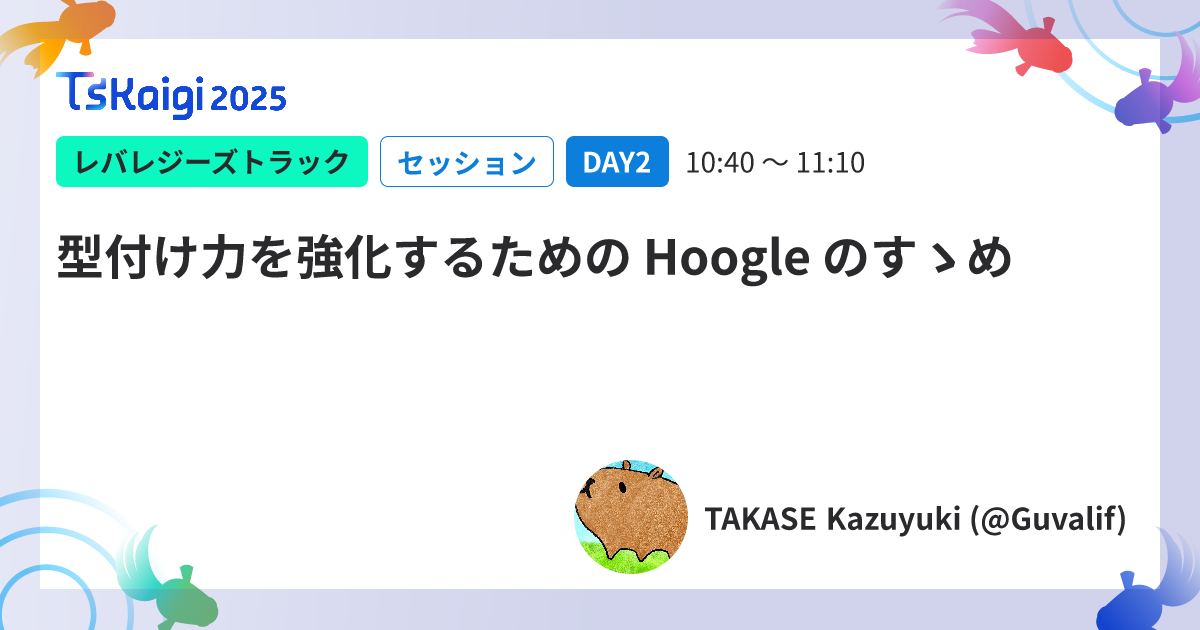 TSKaigi 2025
レバレジーズトラック セッション DAY2 10:40 〜 11:10
型付け力を強化するための Hoogle のすゝめ
TAKASE Kazuyuki (@Guvalif)